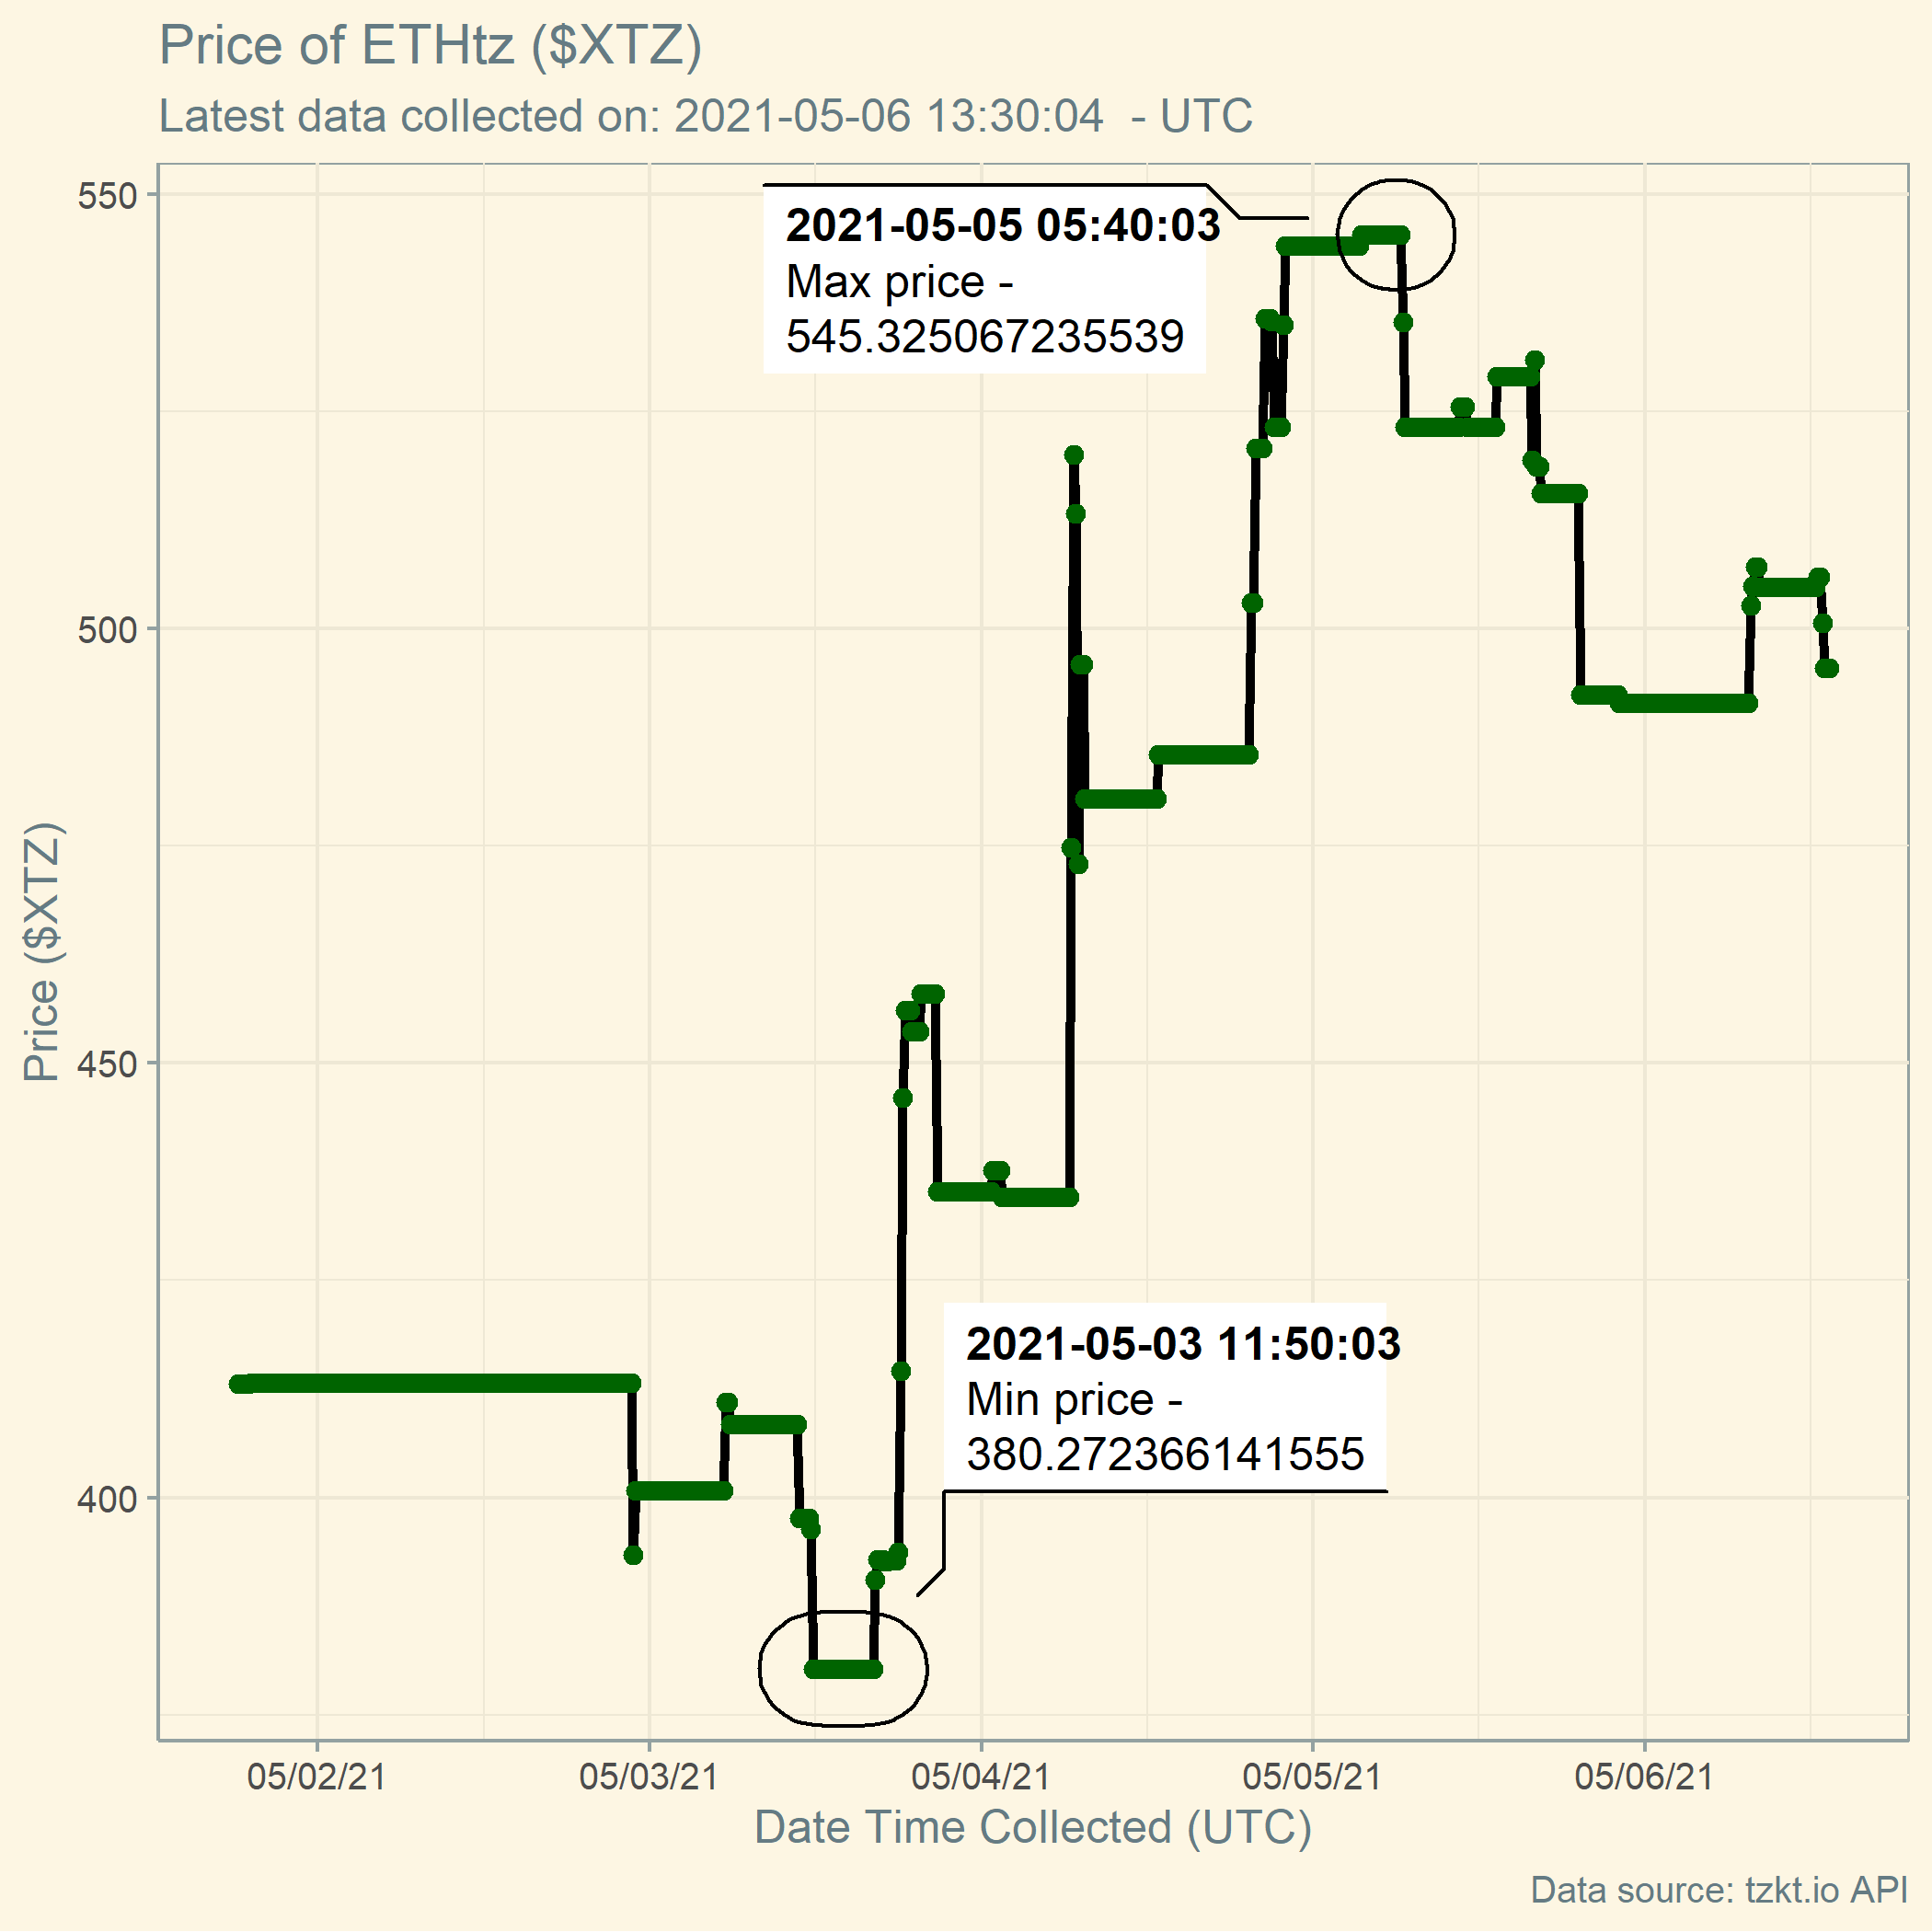 Price of ETHtz ($XTZ)
Latest data collected on: 2021-05-06 13:30:04  - UTC
550
2021-05-05 05:40:03
Max price -
545.325067235539
500
Price ($XTZ)
450
2021-05-03 11:50:03
Min price -
380.272366141555
400
05/02/21 05/03/21 05/04/21 05/05/21 05/06/21
Date Time Collected (UTC)
Data source: tzkt.io API